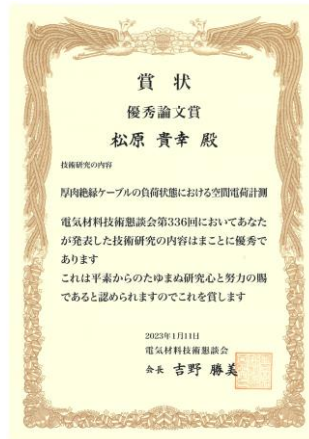 賞状
優秀論文賞
松原 貴幸 殿
技術研究の内容
厚肉絶縁ケーブルの負荷状態における空間電荷計測
電気材料技術懇談会第336回においてあなた
が発表した技術研究の内容はまことに優秀で
あります
これは平素からのたゆまぬ研究心と努力の賜
であると認められますのでこれを賞します
2023年1月11日
電気材料技術懇談会
会長 吉野 勝美